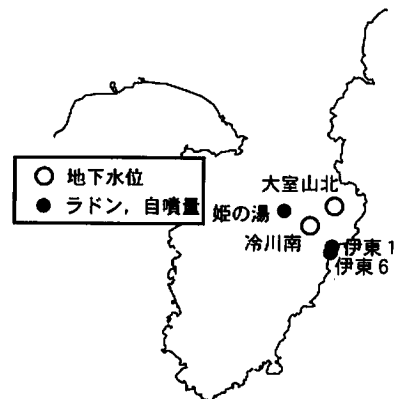 地下水位
ラドン，自噴量
大室山北
姫の湯
冷川南
伊東1
伊東6